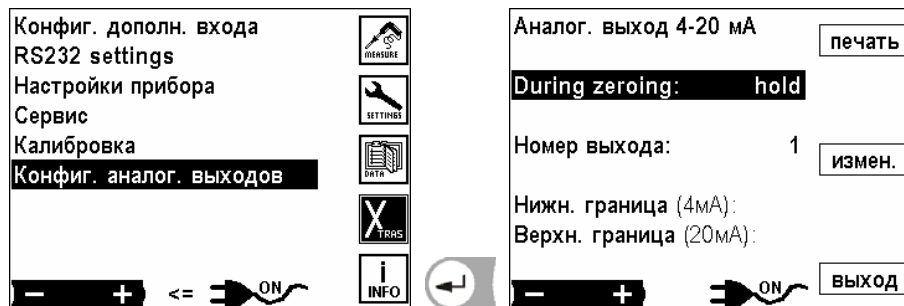 Конфиг. дополн. входа
RS232 settings
Настройки прибора
Сервис
Калибровка
Конфиг. аналог. выходов
MEASURE
SETTINGS
DATA
XTRAS
i INFO
− + <= ON
Аналог. выход 4-20 мА
During zeroing: hold
Номер выхода: 1
Нижн. граница (4мА):
Верхн. граница (20мА):
− + ON
печать
измен.
выход